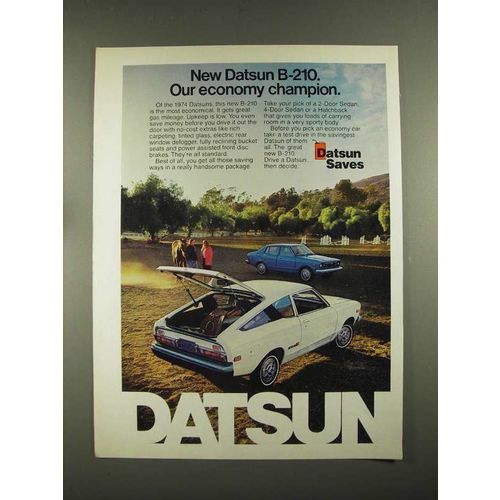 New Datsun B-210.
Our economy champion.
Of the 1974 Datsuns, this new B-210
is the most economical. It gets great
gas mileage. Upkeep is low. You even
save money before you drive it out the
door with no-cost extras like rich
carpeting, tinted glass, electric rear
window defogger, fully reclining bucket
seats and power assisted front disc
brakes. They're all standard.
Best of all, you get all those saving
ways in a really handsome package.
Take your pick of a 2-Door Sedan,
4-Door Sedan or a Hatchback
that gives you loads of carrying
room in a very sporty body.
Before you pick an economy car
take a test drive in the savingest
Datsun of them
all. The great
new B-210.
Drive a Datsun...
then decide.
Datsun
Saves
DATSUN